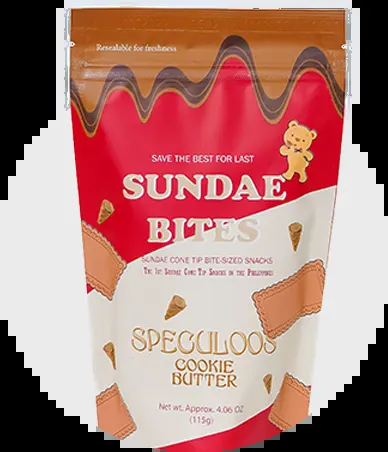 Resealable for freshness
SAVE THE BEST FOR LAST
SUNDAE
BITES
SUNDAE CONE TIP BITE-SIZED SNACKS
The 1st Sundae Cone Tip Snacks in the Philippines
SPECULOOS
COOKIE
BUTTER
Net wt. Approx. 4.06 OZ
(115g)